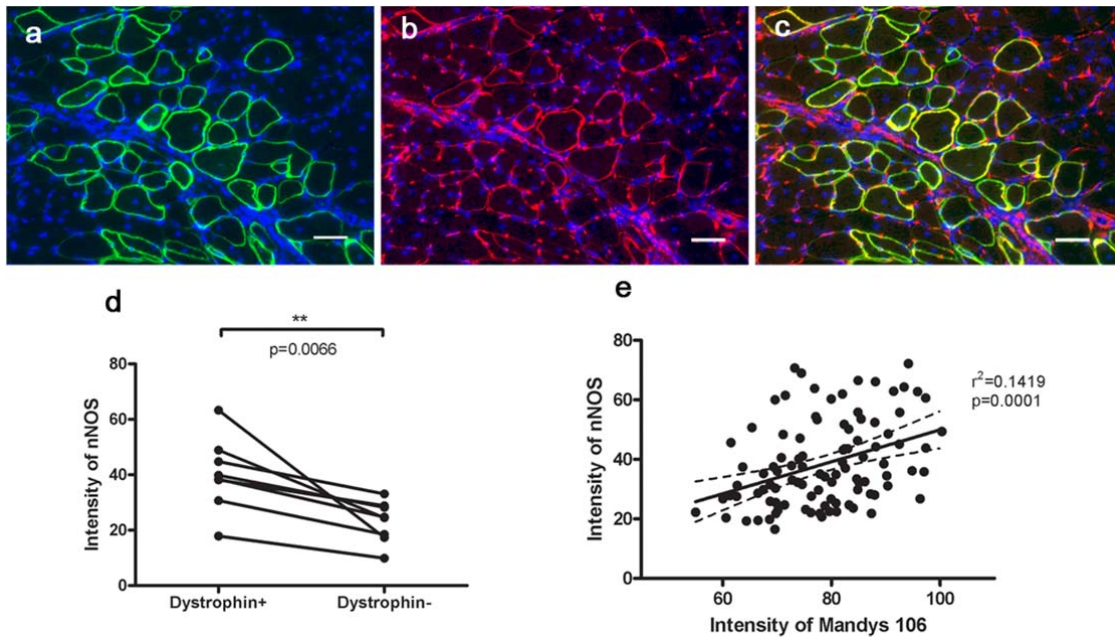 a
b
c
d
**
p=0.0066
80
60
40
20
0
Intensity of nNOS
Dystrophin+
Dystrophin-
e
80
60
40
20
0
Intensity of nNOS
r²=0.1419
p=0.0001
60
80
100
Intensity of Mandys 106